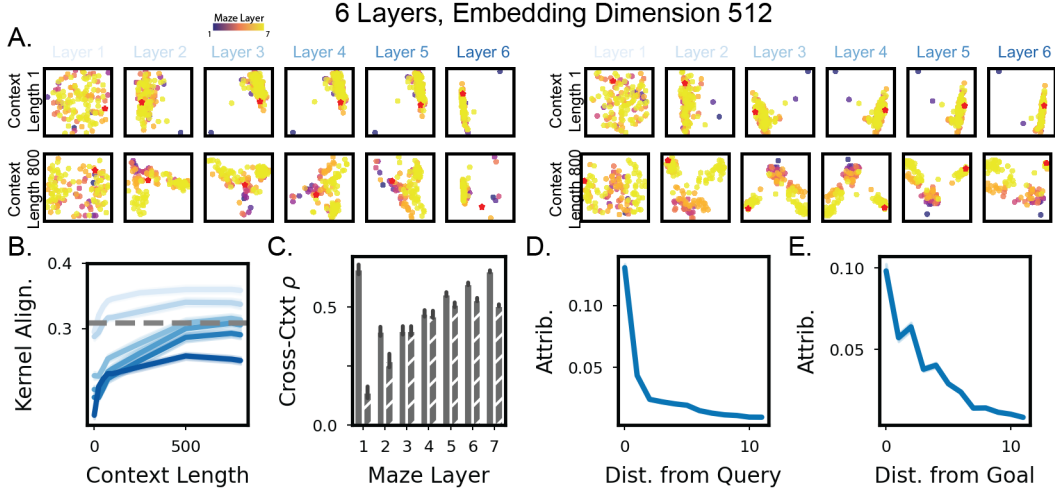 6 Layers, Embedding Dimension 512
A.
Maze Layer
1 7
Layer 1 Layer 2 Layer 3 Layer 4 Layer 5 Layer 6
Layer 1 Layer 2 Layer 3 Layer 4 Layer 5 Layer 6
Context
Length 1
Context
Length 1
Context
Length 800
Context
Length 800
B.
0.4
0.3
Kernel Align.
0 500
Context Length
C.
0.5
0.0
Cross-Ctxt ρ
1 2 3 4 5 6 7
Maze Layer
D.
0.10
0.05
Attrib.
0 10
Dist. from Query
E.
0.10
0.05
Attrib.
0 10
Dist. from Goal